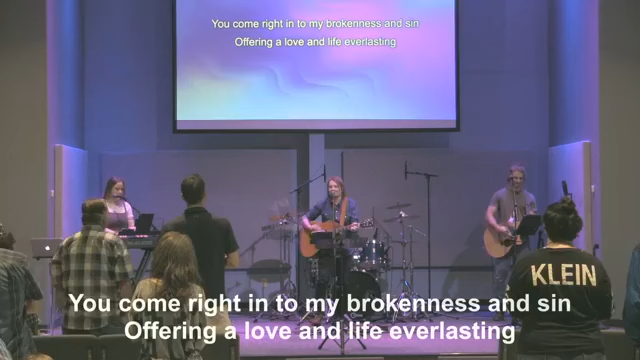 You come right in to my brokenness and sin
Offering a love and life everlasting
KLEIN
You come right in to my brokenness and sin
Offering a love and life everlasting